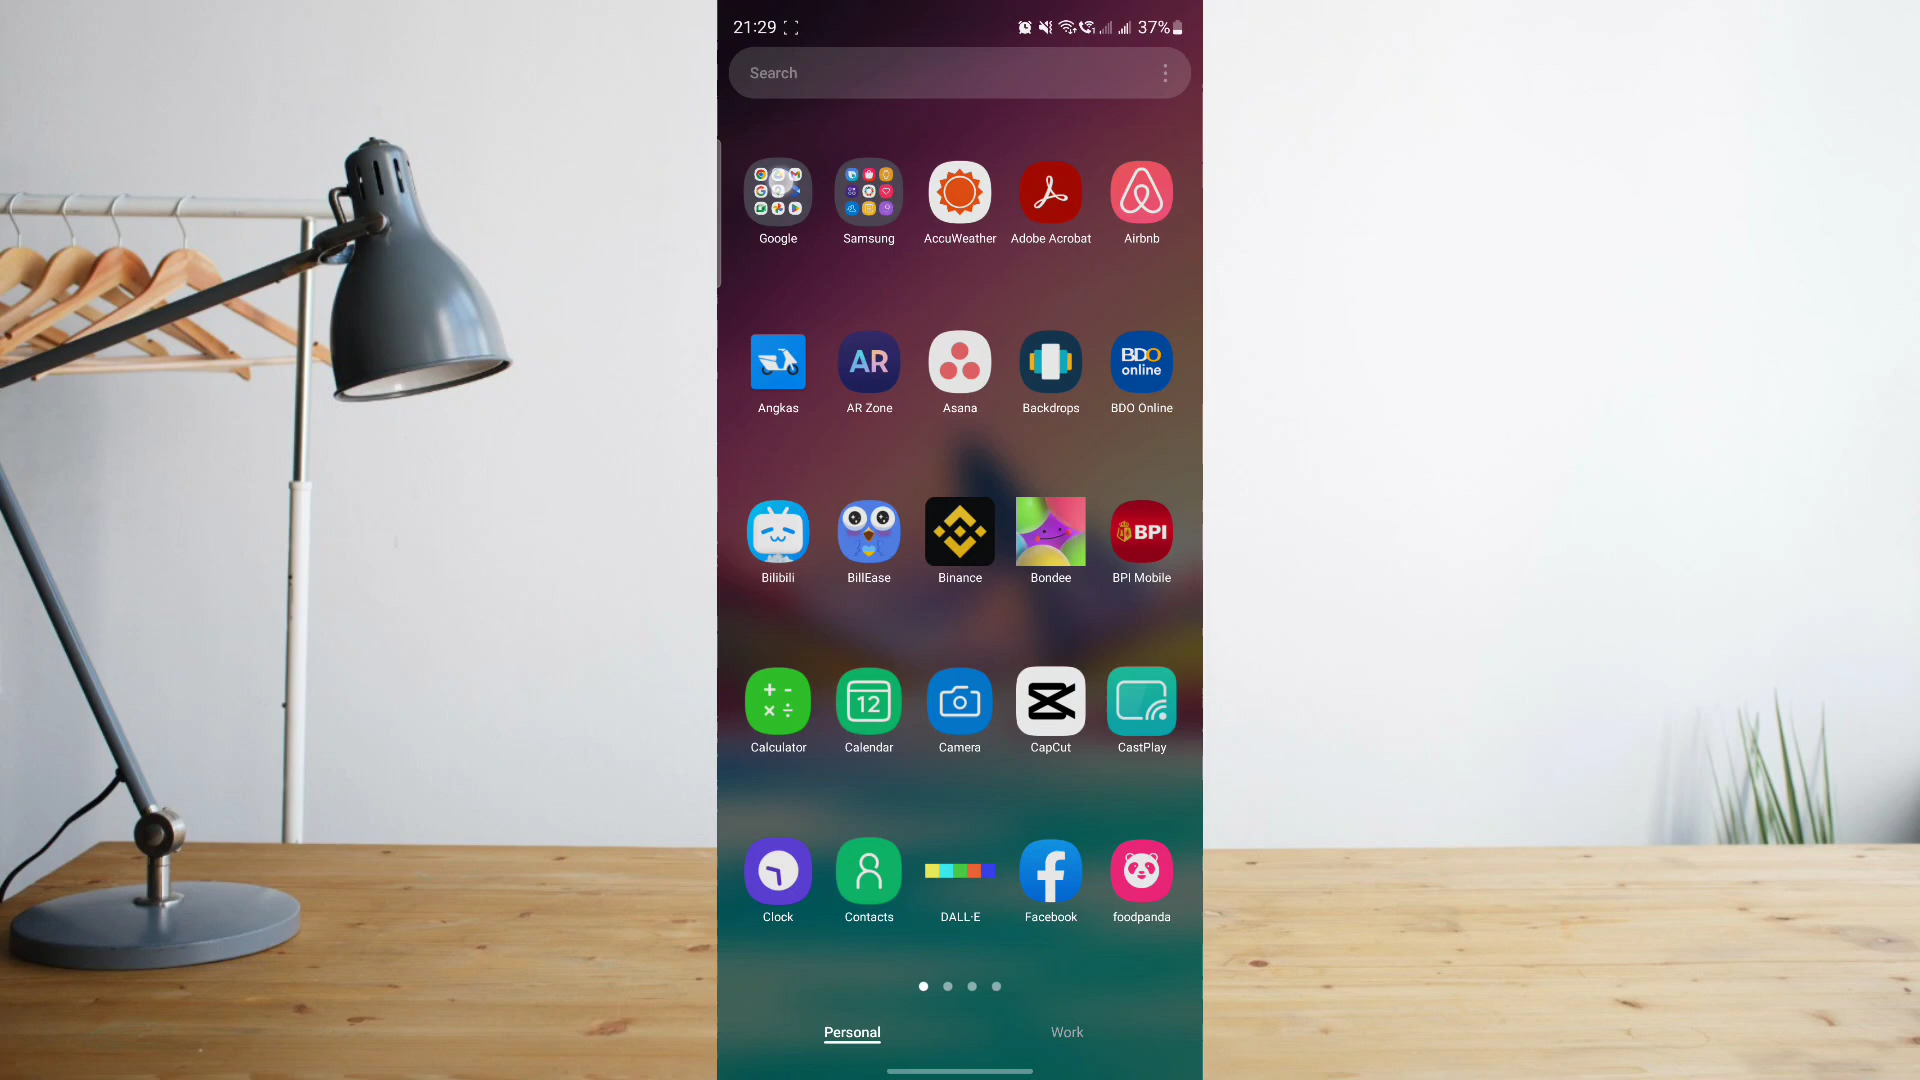 21:29 37%
Search
Google Samsung AccuWeather Adobe Acrobat Airbnb
AR BDO
online
Angkas AR Zone Asana Backdrops BDO Online
BPI
Bilibili BillEase Binance Bondee BPI Mobile
12
Calculator Calendar Camera CapCut CastPlay
Clock Contacts DALL·E Facebook foodpanda
Personal Work